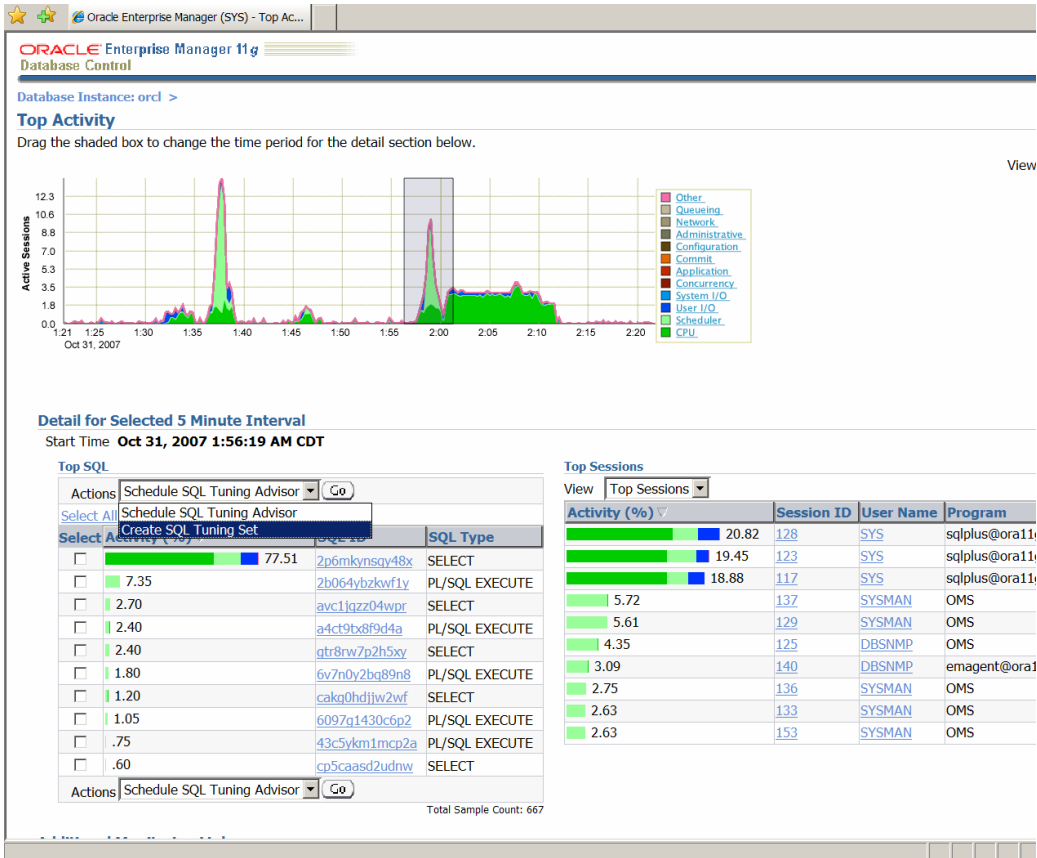 Oracle Enterprise Manager (SYS) - Top Ac...
ORACLE Enterprise Manager 11g
Database Control
Database Instance: orcl >
Top Activity
Drag the shaded box to change the time period for the detail section below.
View
Active Sessions
12.3
10.6
8.8
7.0
5.3
3.5
1.8
0.0
1:21 1:25 1:30 1:35 1:40 1:45 1:50 1:55 2:00 2:05 2:10 2:15 2:20
Oct 31, 2007
Other
Queueing
Network
Administrative
Configuration
Commit
Application
Concurrency
System I/O
User I/O
Scheduler
CPU
Detail for Selected 5 Minute Interval
Start Time Oct 31, 2007 1:56:19 AM CDT
Top SQL
Actions Schedule SQL Tuning Advisor Go
Schedule SQL Tuning Advisor
Create SQL Tuning Set
Select All
Select Activity (%) SQL ID SQL Type
77.51 2p6mkynsqy48x SELECT
7.35 2b064ybzkwf1y PL/SQL EXECUTE
2.70 avc1jqzz04wpr SELECT
2.40 a4ct9tx8f9d4a PL/SQL EXECUTE
2.40 qtr8rw7p2h5xy SELECT
1.80 6v7n0y2bq89n8 PL/SQL EXECUTE
1.20 cakq0hdjjw2wf SELECT
1.05 6097q1430c6p2 PL/SQL EXECUTE
.75 43c5ykm1mcp2a PL/SQL EXECUTE
.60 cp5caasd2udnw SELECT
Actions Schedule SQL Tuning Advisor Go
Total Sample Count: 667
Top Sessions
View Top Sessions
Activity (%) Session ID User Name Program
20.82 128 SYS sqlplus@ora11
19.45 123 SYS sqlplus@ora11
18.88 117 SYS sqlplus@ora11
5.72 137 SYSMAN OMS
5.61 129 SYSMAN OMS
4.35 125 DBSNMP OMS
3.09 140 DBSNMP emagent@ora1
2.75 136 SYSMAN OMS
2.63 133 SYSMAN OMS
2.63 153 SYSMAN OMS